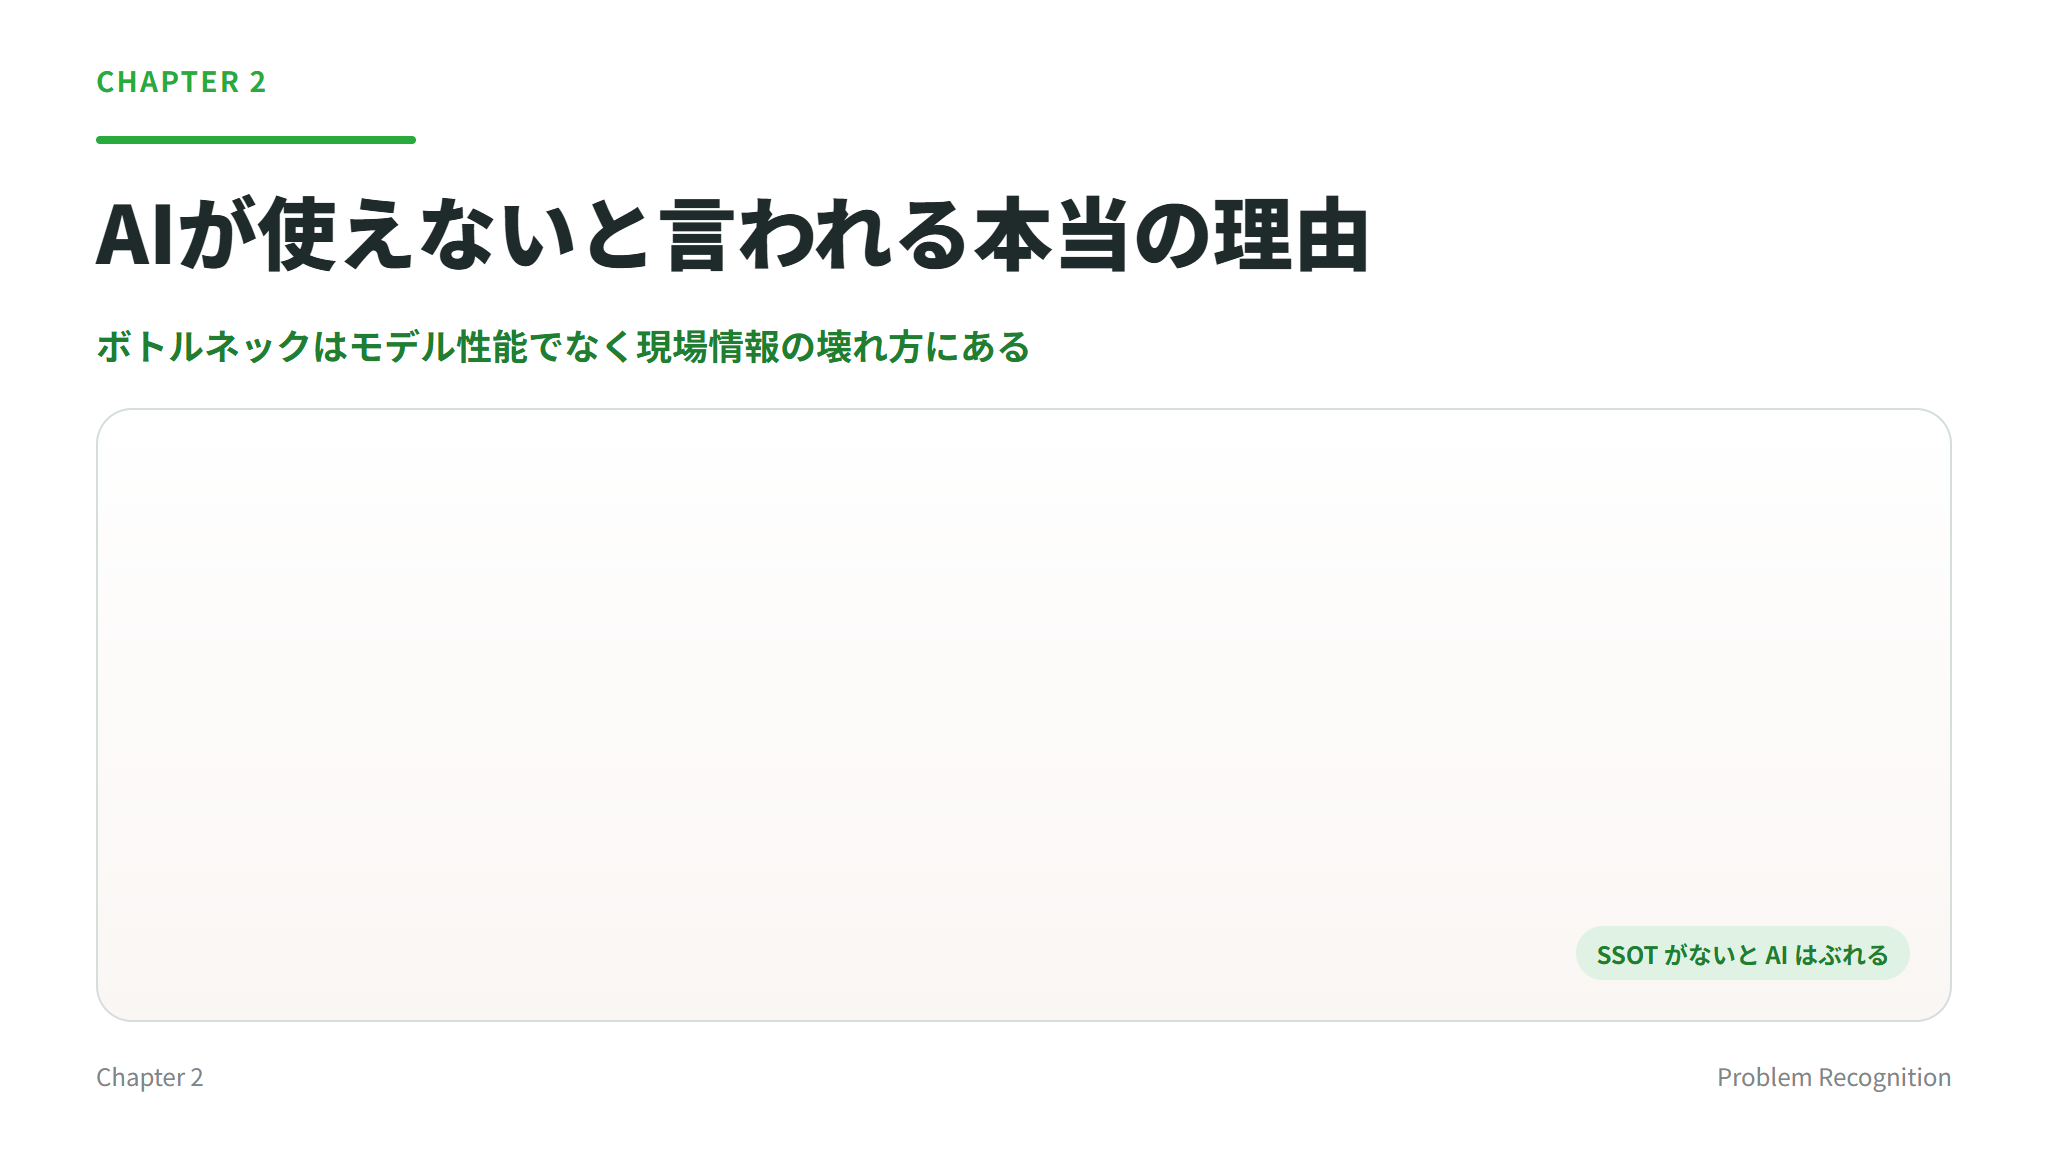 CHAPTER 2
AIが使えないと言われる本当の理由
ボトルネックはモデル性能でなく現場情報の壊れ方にある
SSOT がないと AI はぶれる
Chapter 2
Problem Recognition